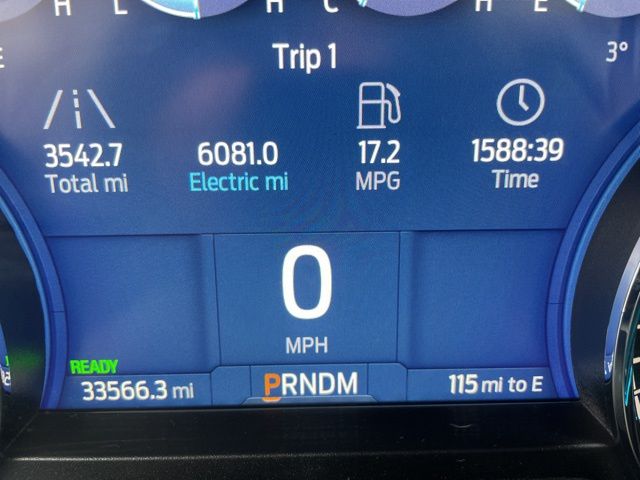 H L H C H E
Trip 1
3°
3542.7 6081.0 17.2 1588:39
Total mi Electric mi MPG Time
0
MPH
READY
33566.3 mi PRNDM 115 mi to E